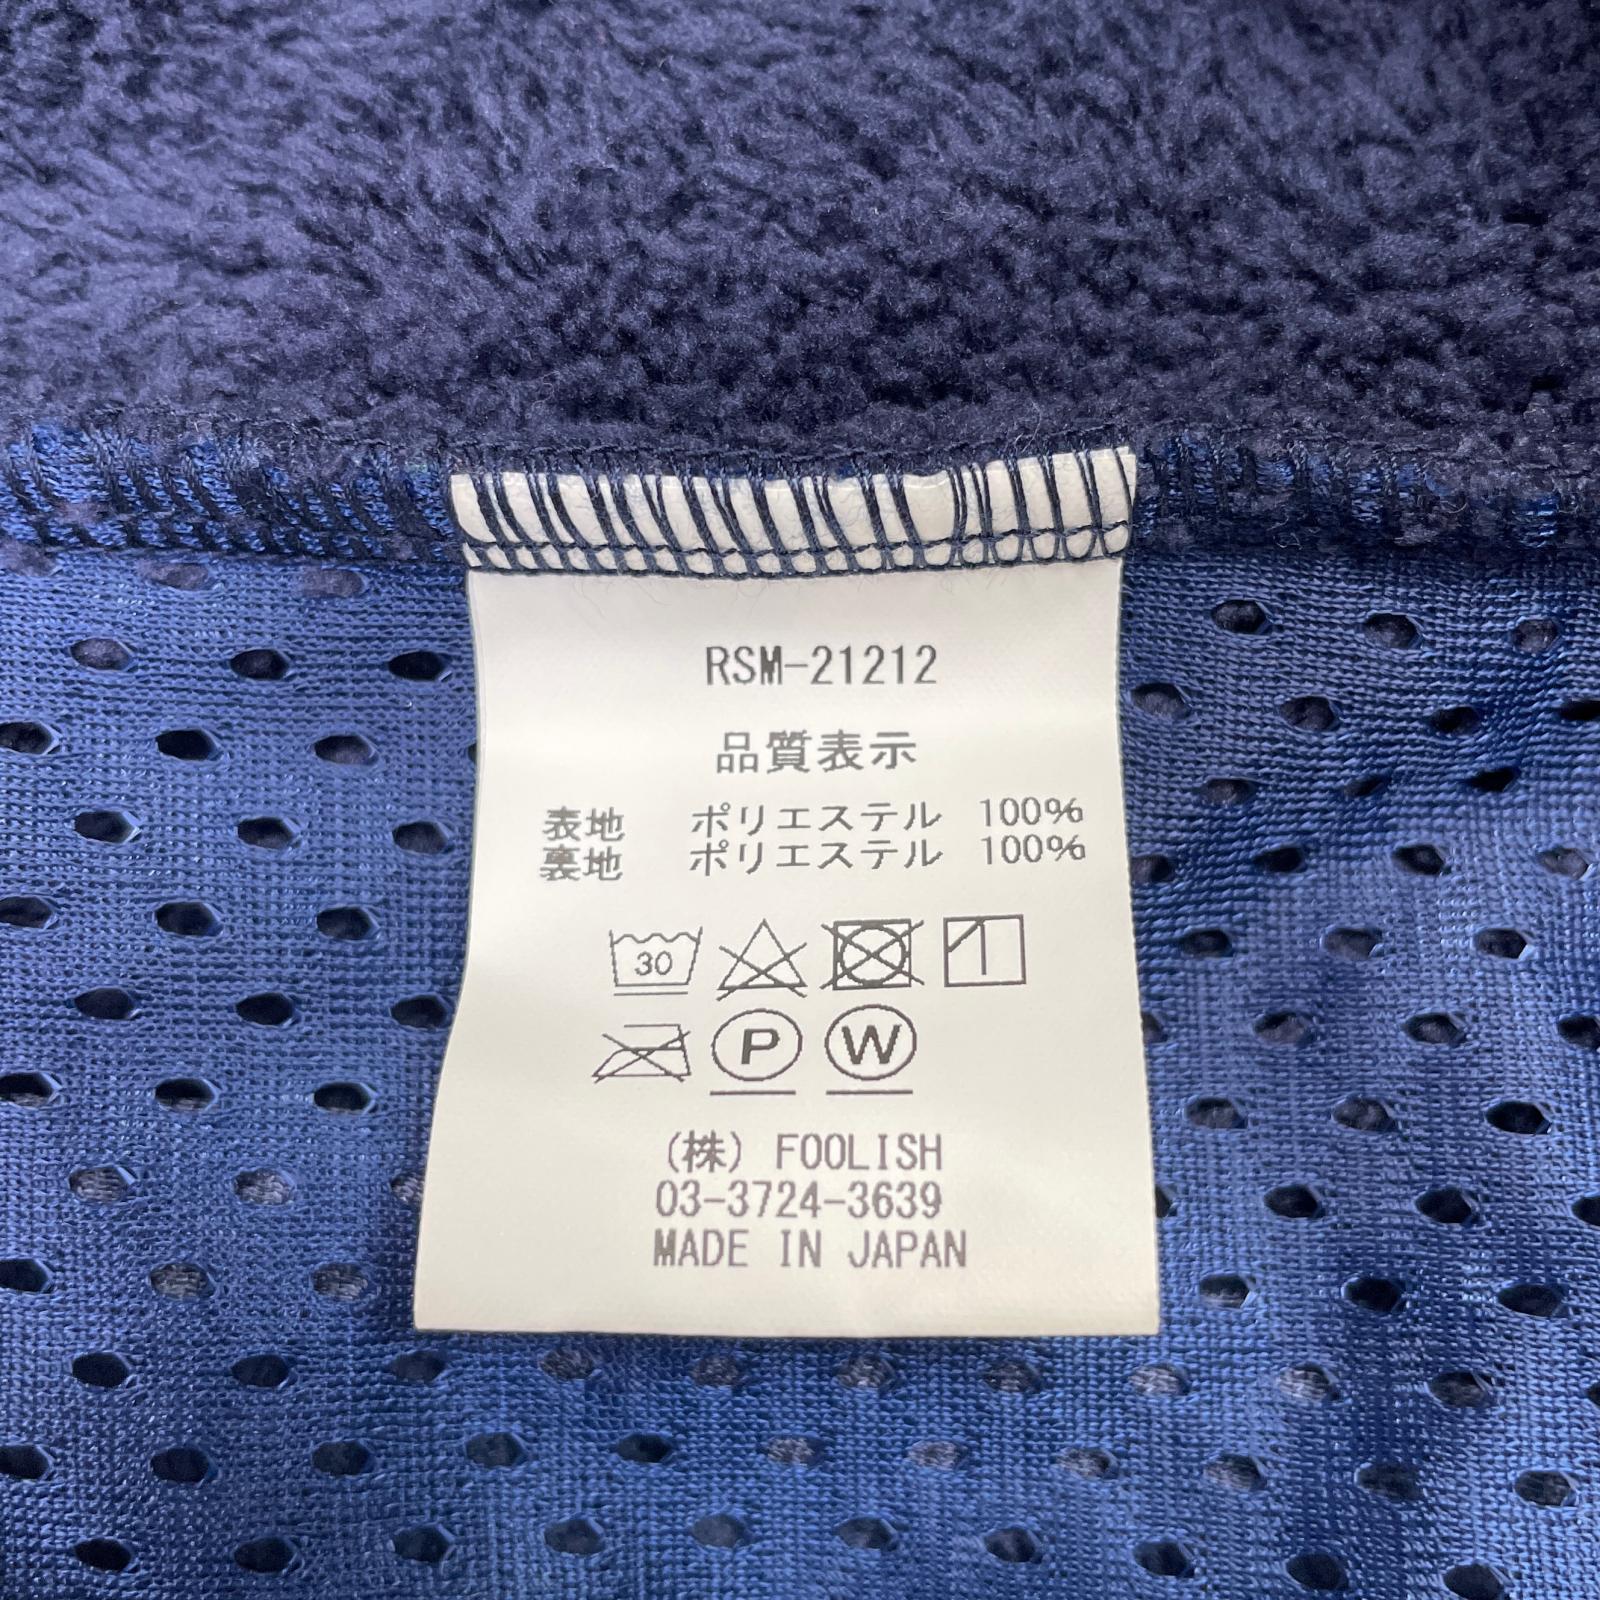 RSM-21212
品質表示
表地 ポリエステル 100%
裏地 ポリエステル 100%
30
P W
(株) FOOLISH
03-3724-3639
MADE IN JAPAN